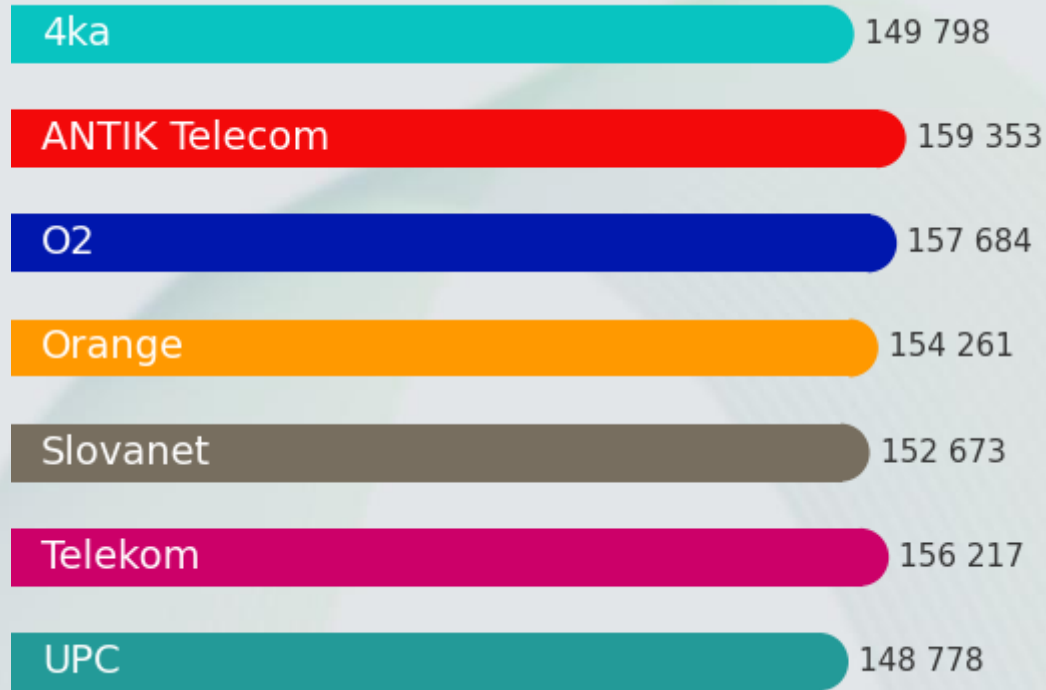 4ka 149 798
ANTIK Telecom 159 353
O2 157 684
Orange 154 261
Slovanet 152 673
Telekom 156 217
UPC 148 778